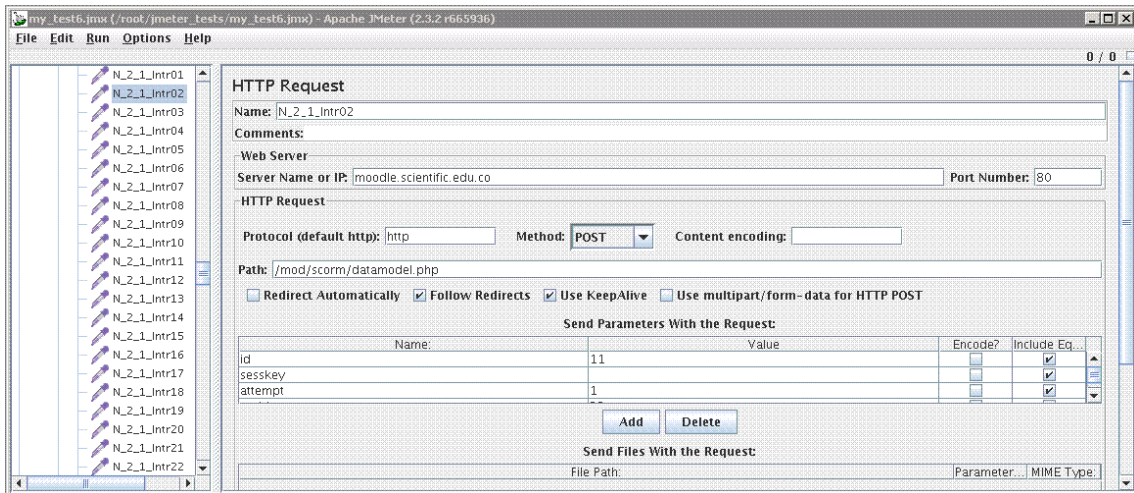 my_test6.jmx (/root/jmeter_tests/my_test6.jmx) - Apache JMeter (2.3.2 r665936)
File Edit Run Options Help
0 / 0
N_2_1_Intr01
N_2_1_Intr02
N_2_1_Intr03
N_2_1_Intr04
N_2_1_Intr05
N_2_1_Intr06
N_2_1_Intr07
N_2_1_Intr08
N_2_1_Intr09
N_2_1_Intr10
N_2_1_Intr11
N_2_1_Intr12
N_2_1_Intr13
N_2_1_Intr14
N_2_1_Intr15
N_2_1_Intr16
N_2_1_Intr17
N_2_1_Intr18
N_2_1_Intr19
N_2_1_Intr20
N_2_1_Intr21
N_2_1_Intr22
HTTP Request
Name: N_2_1_Intr02
Comments:
Web Server
Server Name or IP: moodle.scientific.edu.co Port Number: 80
HTTP Request
Protocol (default http): http Method: POST Content encoding:
Path: /mod/scorm/datamodel.php
Redirect Automatically Follow Redirects Use KeepAlive Use multipart/form-data for HTTP POST
Send Parameters With the Request:
Name: Value Encode? Include Eq...
id 11
sesskey
attempt 1
Add Delete
Send Files With the Request:
File Path: Parameter... MIME Type: